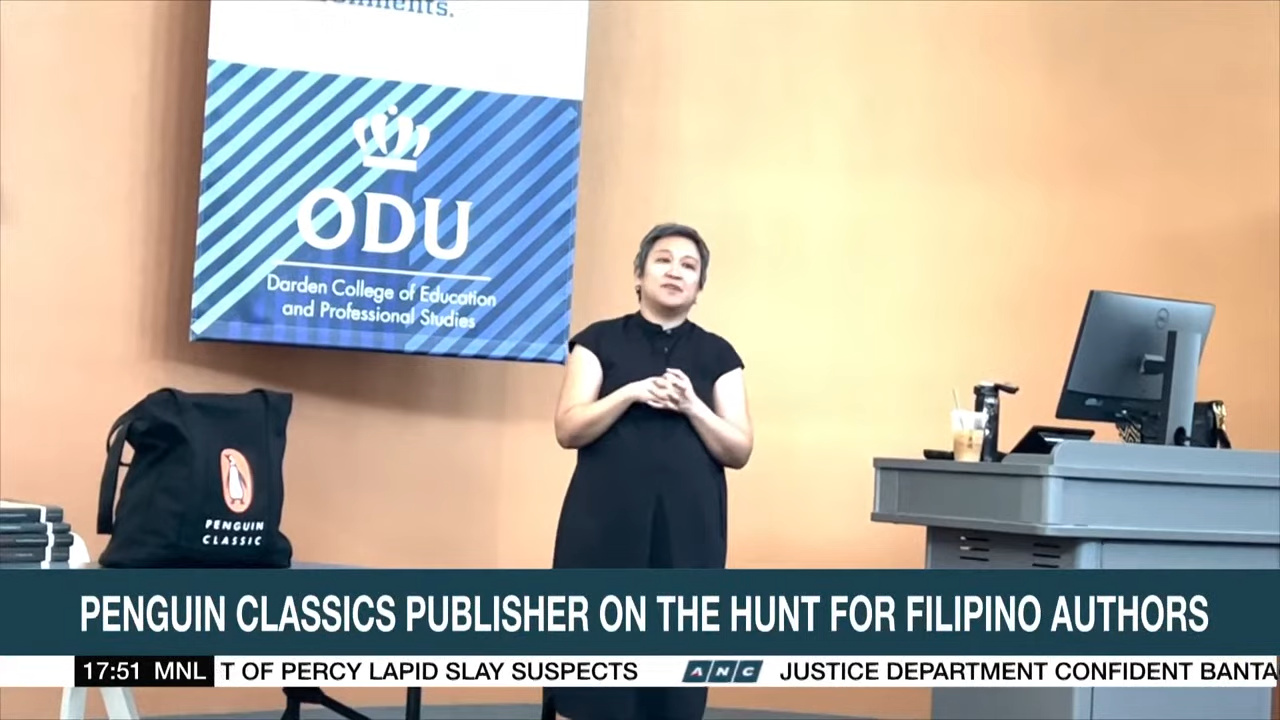 ODU
Darden College of Education
and Professional Studies
PENGUIN
CLASSIC
PENGUIN CLASSICS PUBLISHER ON THE HUNT FOR FILIPINO AUTHORS
17:51 MNL T OF PERCY LAPID SLAY SUSPECTS ANC JUSTICE DEPARTMENT CONFIDENT BANTA